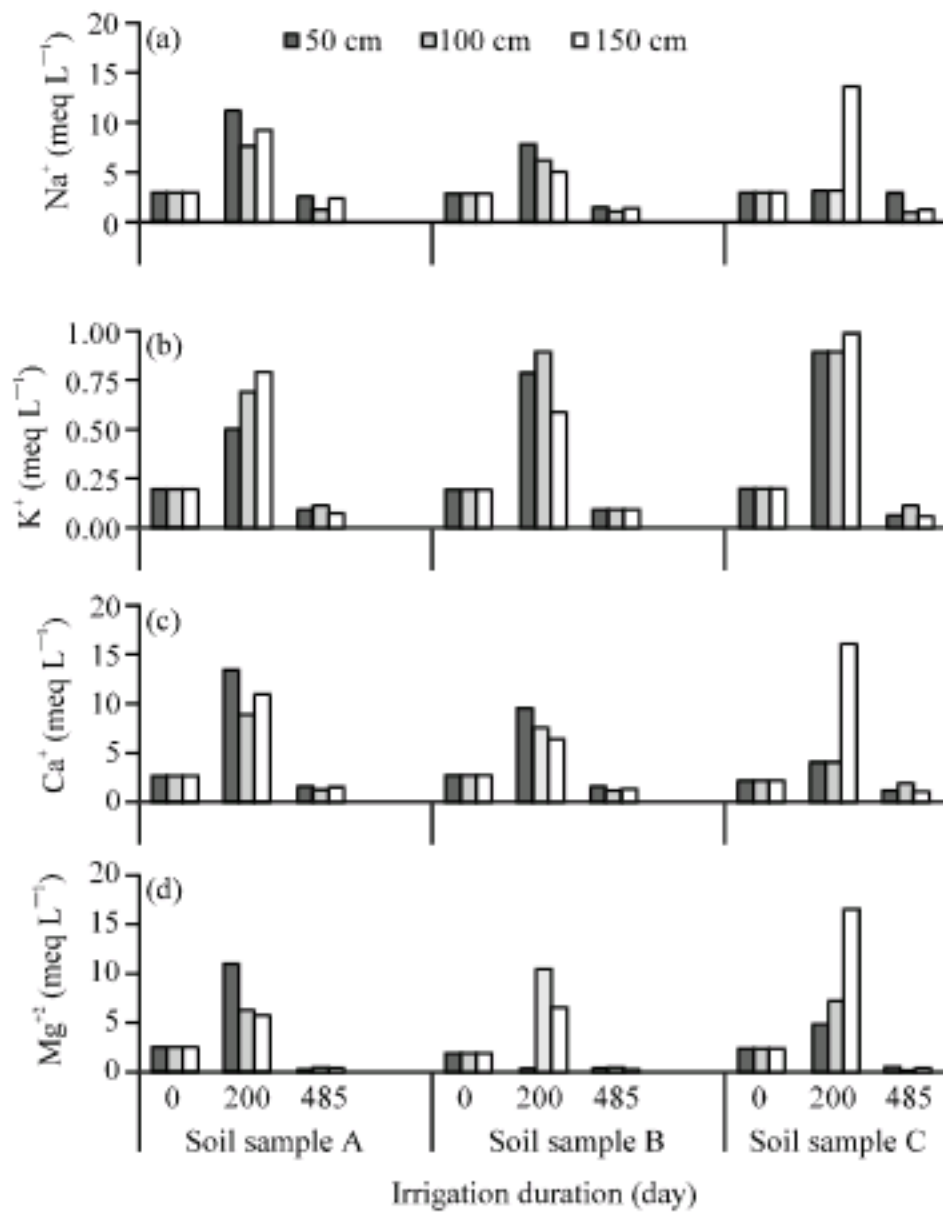 (a)
50 cm 100 cm 150 cm
Na⁺ (meq L⁻¹)
20
15
10
5
0
(b)
K⁺ (meq L⁻¹)
1.00
0.75
0.50
0.25
0.00
(c)
Ca⁺ (meq L⁻¹)
20
15
10
5
0
(d)
Mg⁺² (meq L⁻¹)
20
15
10
5
0
0 200 485 0 200 485 0 200 485
Soil sample A Soil sample B Soil sample C
Irrigation duration (day)